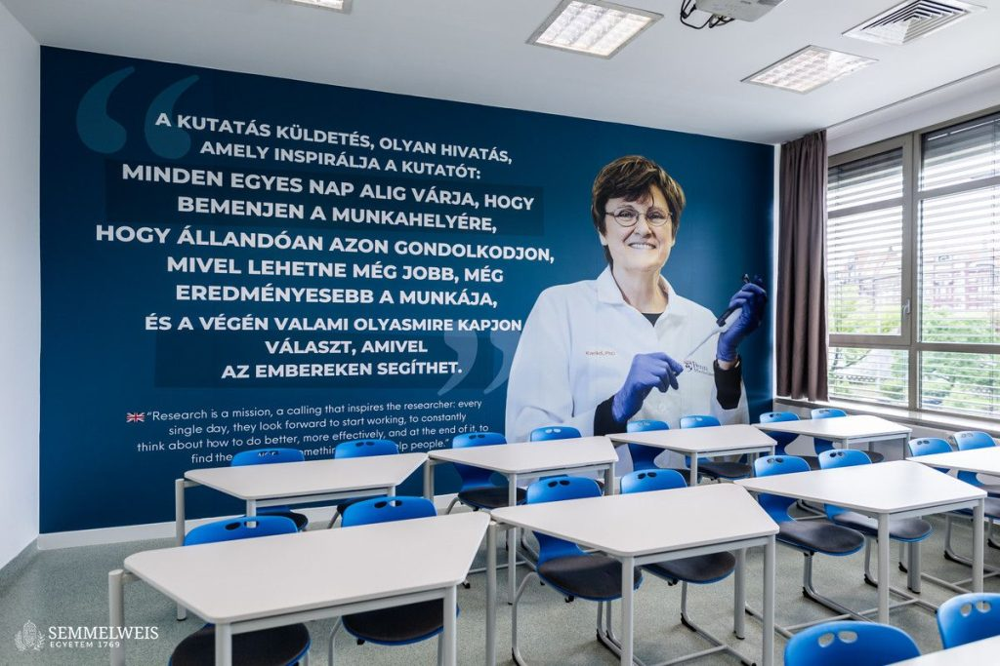 A KUTATÁS KÜLDETÉS, OLYAN HIVATÁS,
AMELY INSPIRÁLJA A KUTATÓT:
MINDEN EGYES NAP ALIG VÁRJA, HOGY
BEMENJEN A MUNKAHELYÉRE,
HOGY ÁLLANDÓAN AZON GONDOLKODJON,
MIVEL LEHETNE MÉG JOBB, MÉG
EREDMÉNYESEBB A MUNKÁJA,
ÉS A VÉGÉN VALAMI OLYASMIRE KAPJON
VÁLASZT, AMIVEL
AZ EMBEREKEN SEGÍTHET.
"Research is a mission, a calling that inspires the researcher: every
single day, they look forward to start working, to constantly
think about how to do better, more effectively, and at the end of it, to
find the people."
Karikó, PhD
Penn
SEMMELWEIS
EGYETEM 1769